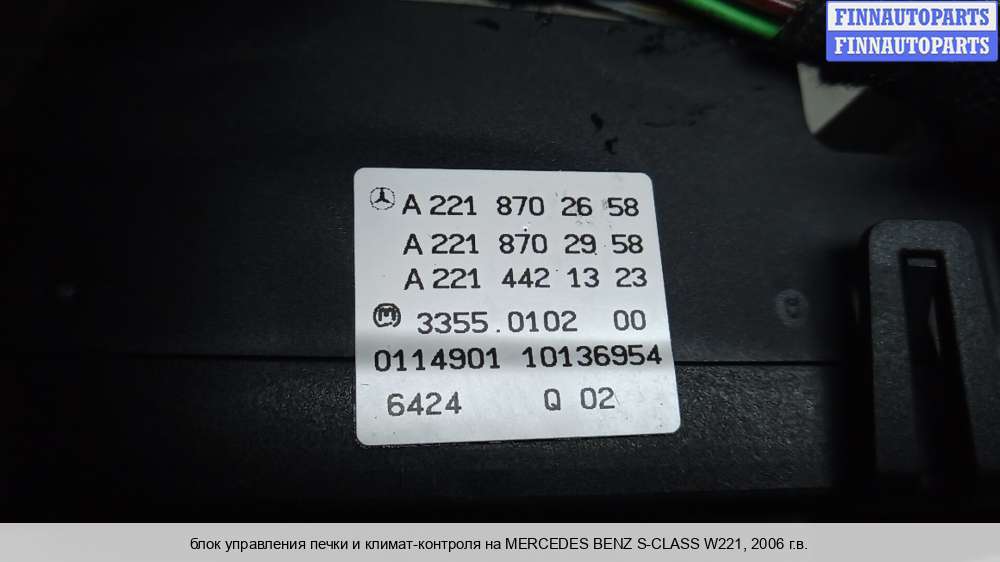 FINNAUTOPARTS
FINNAUTOPARTS
A 221 870 26 58
A 221 870 29 58
A 221 442 13 23
M 3355.0102 00
0114901 10136954
6424 Q 02
блок управления печки и климат-контроля на MERCEDES BENZ S-CLASS W221, 2006 г.в.